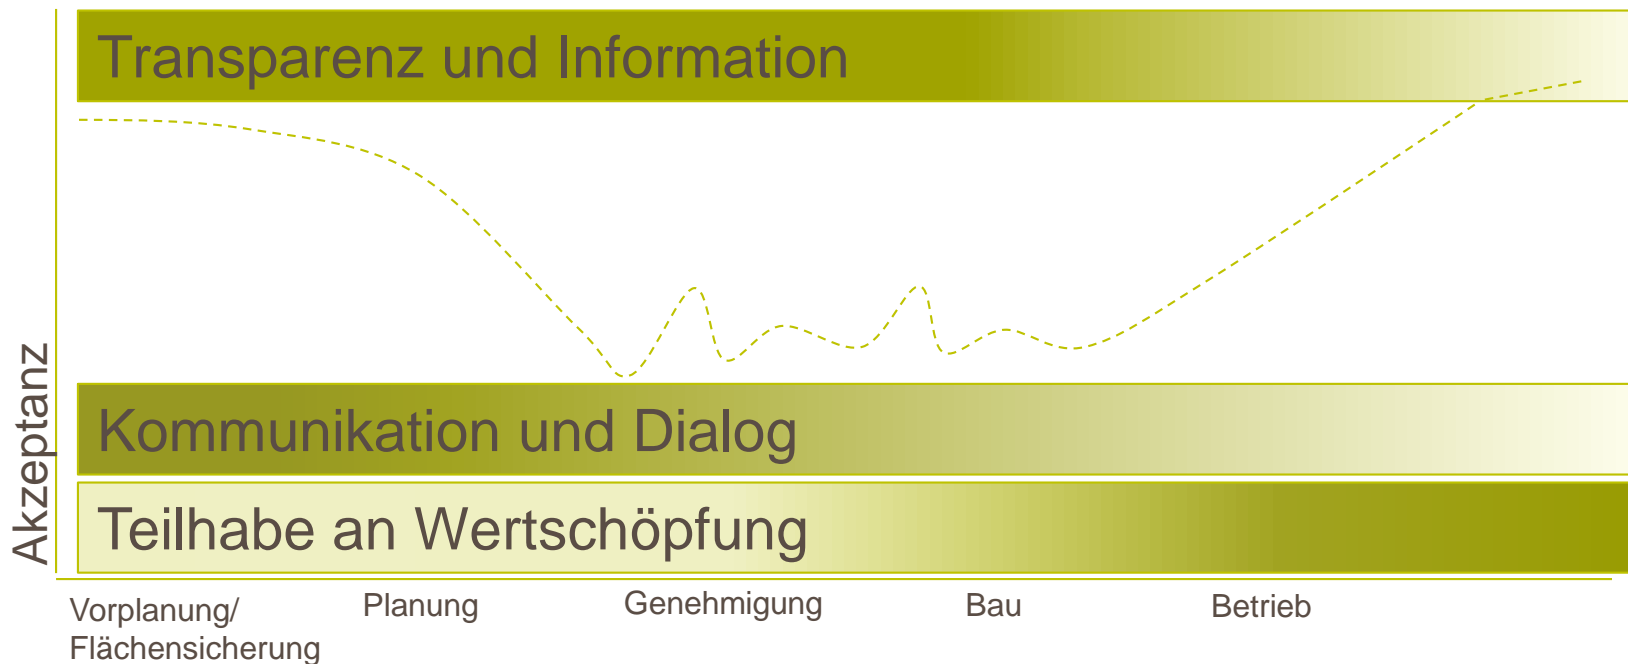 Transparenz und Information
Akzeptanz
Kommunikation und Dialog
Teilhabe an Wertschöpfung
Vorplanung/
Flächensicherung
Planung
Genehmigung
Bau
Betrieb